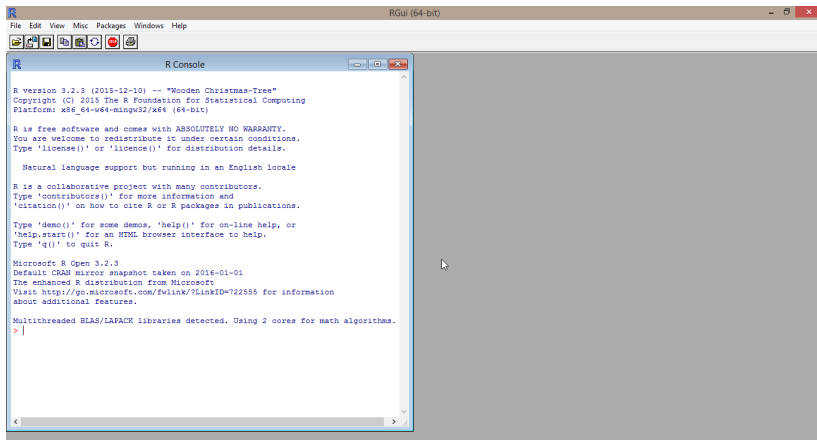 RGui (64-bit)
File Edit View Misc Packages Windows Help
STOP
R Console
R version 3.2.3 (2015-12-10) -- "Wooden Christmas-Tree"
Copyright (C) 2015 The R Foundation for Statistical Computing
Platform: x86_64-w64-mingw32/x64 (64-bit)
R is free software and comes with ABSOLUTELY NO WARRANTY.
You are welcome to redistribute it under certain conditions.
Type 'license()' or 'licence()' for distribution details.
Natural language support but running in an English locale
R is a collaborative project with many contributors.
Type 'contributors()' for more information and
'citation()' on how to cite R or R packages in publications.
Type 'demo()' for some demos, 'help()' for on-line help, or
'help.start()' for an HTML browser interface to help.
Type 'q()' to quit R.
Microsoft R Open 3.2.3
Default CRAN mirror snapshot taken on 2016-01-01
The enhanced R distribution from Microsoft
Visit http://go.microsoft.com/fwlink/?LinkID=722555 for information
about additional features.
Multithreaded BLAS/LAPACK libraries detected. Using 2 cores for math algorithms.
>